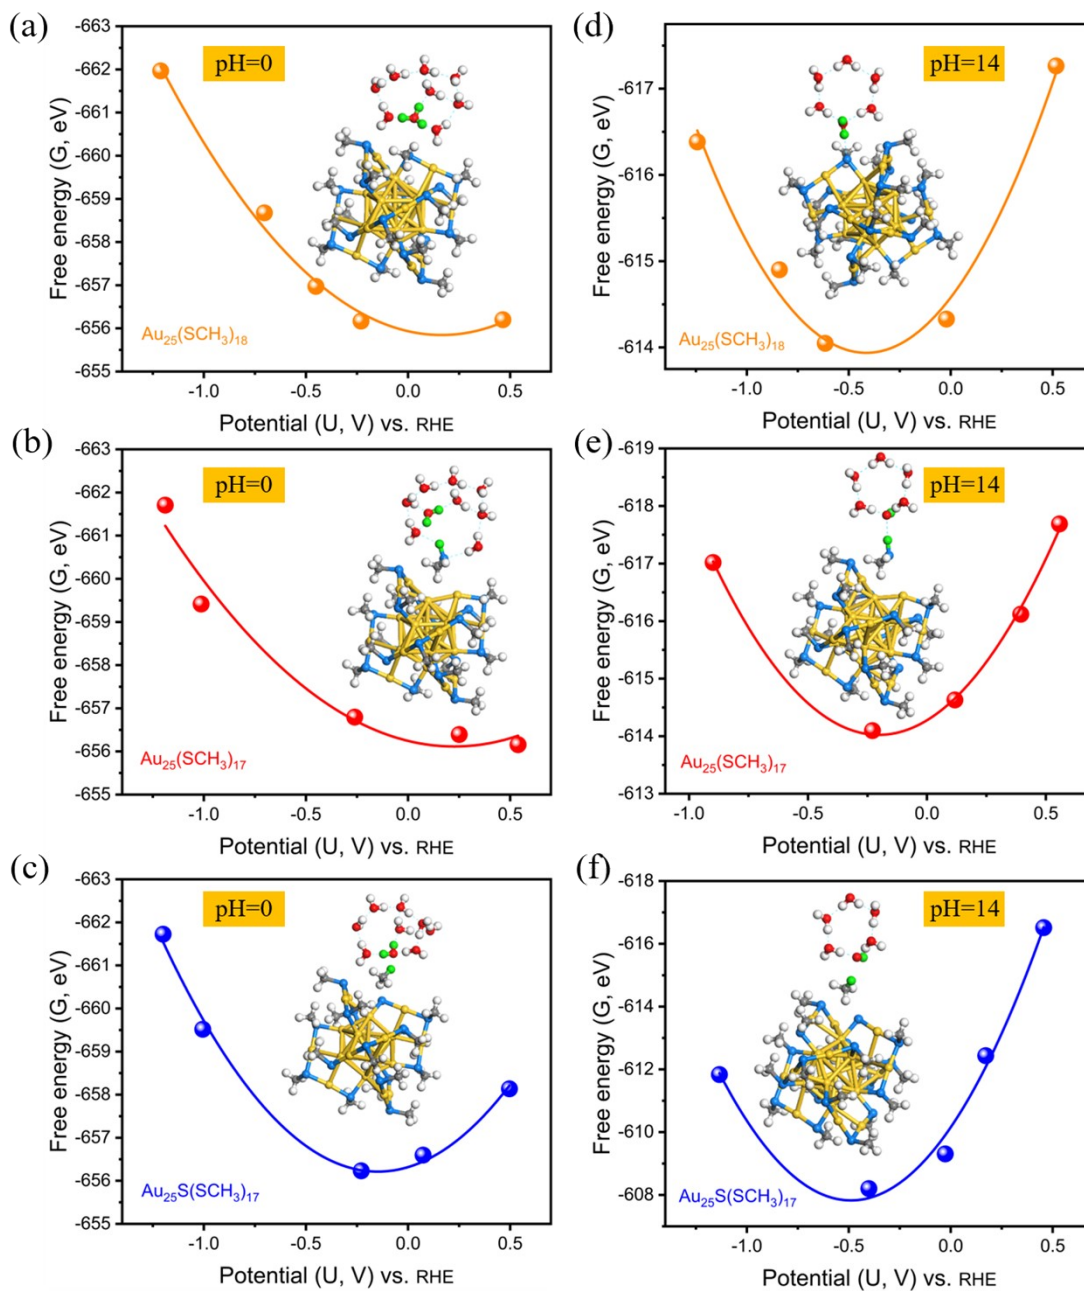 (a)
pH=0
Free energy (G, eV)
-663
-662
-661
-660
-659
-658
-657
-656
-655
Au25(SCH3)18
-1.0
-0.5
0.0
0.5
Potential (U, V) vs. RHE
(d)
pH=14
Free energy (G, eV)
-617
-616
-615
-614
Au25(SCH3)18
-1.0
-0.5
0.0
0.5
Potential (U, V) vs. RHE
(b)
pH=0
Free energy (G, eV)
-663
-662
-661
-660
-659
-658
-657
-656
-655
Au25(SCH3)17
-1.0
-0.5
0.0
0.5
Potential (U, V) vs. RHE
(e)
pH=14
Free energy (G, eV)
-619
-618
-617
-616
-615
-614
-613
Au25(SCH3)17
-1.0
-0.5
0.0
0.5
Potential (U, V) vs. RHE
(c)
pH=0
Free energy (G, eV)
-663
-662
-661
-660
-659
-658
-657
-656
-655
Au25S(SCH3)17
-1.0
-0.5
0.0
0.5
Potential (U, V) vs. RHE
(f)
pH=14
Free energy (G, eV)
-618
-616
-614
-612
-610
-608
Au25S(SCH3)17
-1.0
-0.5
0.0
0.5
Potential (U, V) vs. RHE